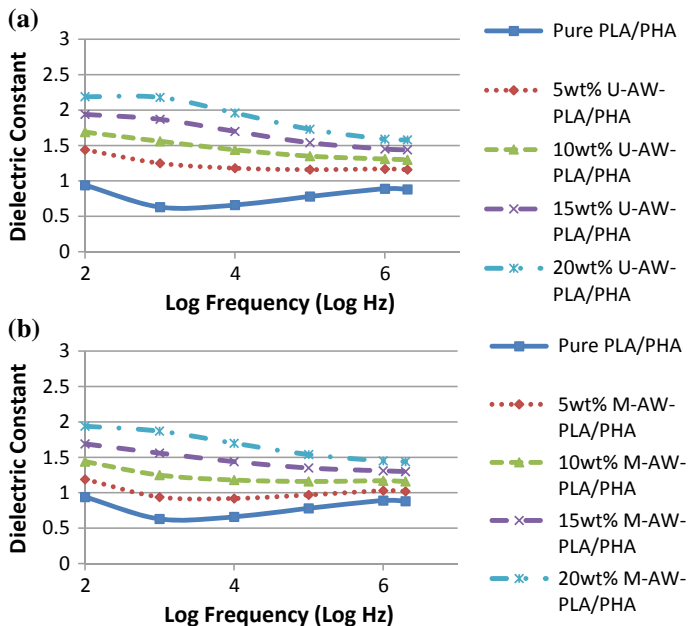 (a)
3
2.5
2
1.5
1
0.5
0
Dielectric Constant
2
4
6
Log Frequency (Log Hz)
Pure PLA/PHA
5wt% U-AW-
PLA/PHA
10wt% U-AW-
PLA/PHA
15wt% U-AW-
PLA/PHA
20wt% U-AW-
PLA/PHA
(b)
3
2.5
2
1.5
1
0.5
0
Dielectric Constant
2
4
6
Log Frequency (Log Hz)
Pure PLA/PHA
5wt% M-AW-
PLA/PHA
10wt% M-AW-
PLA/PHA
15wt% M-AW-
PLA/PHA
20wt% M-AW-
PLA/PHA